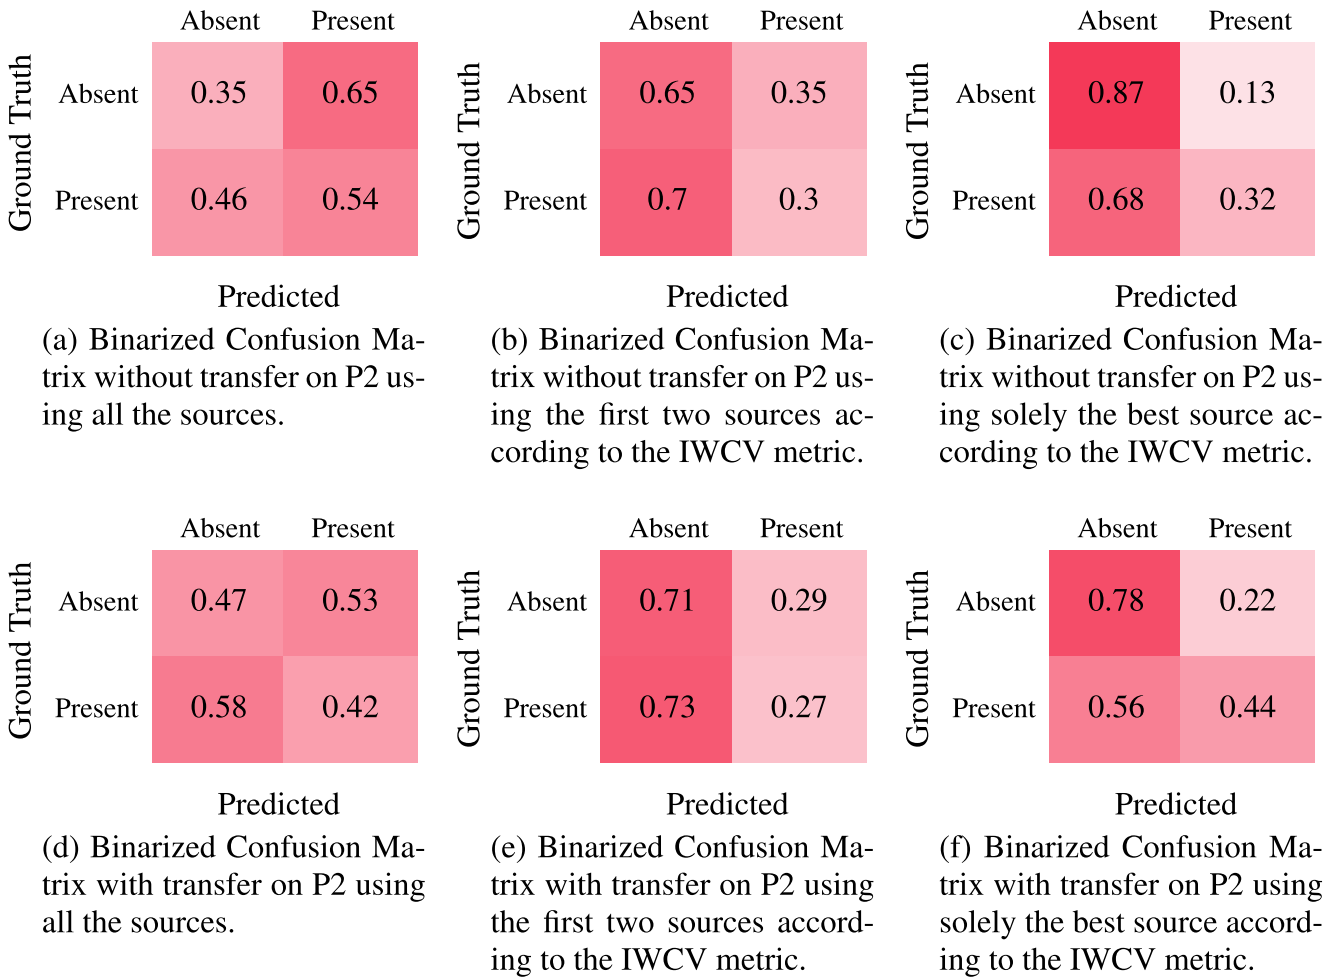 Absent Present
Ground Truth
Absent 0.35 0.65
Present 0.46 0.54
Predicted
(a) Binarized Confusion Ma-
trix without transfer on P2 us-
ing all the sources.
Absent Present
Ground Truth
Absent 0.65 0.35
Present 0.7 0.3
Predicted
(b) Binarized Confusion Ma-
trix without transfer on P2 us-
ing the first two sources ac-
cording to the IWCV metric.
Absent Present
Ground Truth
Absent 0.87 0.13
Present 0.68 0.32
Predicted
(c) Binarized Confusion Ma-
trix without transfer on P2 us-
ing solely the best source ac-
cording to the IWCV metric.
Absent Present
Ground Truth
Absent 0.47 0.53
Present 0.58 0.42
Predicted
(d) Binarized Confusion Ma-
trix with transfer on P2 using
all the sources.
Absent Present
Ground Truth
Absent 0.71 0.29
Present 0.73 0.27
Predicted
(e) Binarized Confusion Ma-
trix with transfer on P2 using
the first two sources accord-
ing to the IWCV metric.
Absent Present
Ground Truth
Absent 0.78 0.22
Present 0.56 0.44
Predicted
(f) Binarized Confusion Ma-
trix with transfer on P2 using
solely the best source accord-
ing to the IWCV metric.